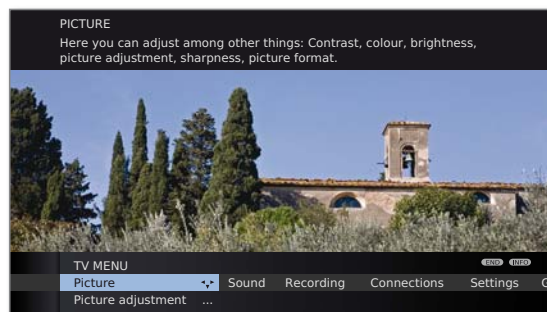 PICTURE
Here you can adjust among other things: Contrast, colour, brightness,
picture adjustment, sharpness, picture format.
TV MENU END INFO
Picture Sound Recording Connections Settings
Picture adjustment ...